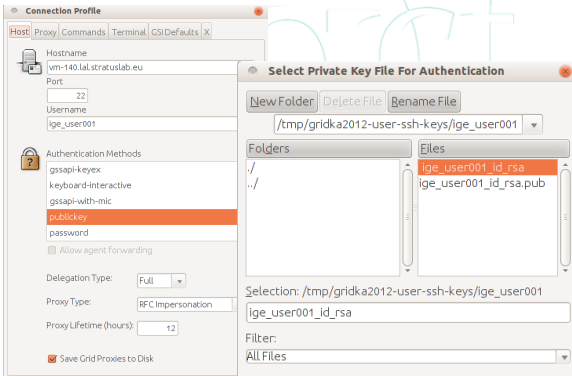 Connection Profile
Host Proxy Commands Terminal GSI Defaults X
Hostname
vm-140.lal.stratuslab.eu
Port
22
Username
ige_user001
Authentication Methods
gssapi-keyex
keyboard-interactive
gssapi-with-mic
publickey
password
Allow agent forwarding
Delegation Type: Full
Proxy Type: RFC Impersonation
Proxy Lifetime (hours): 12
Save Grid Proxies to Disk
Select Private Key File For Authentication
New Folder Delete File Rename File
/tmp/gridka2012-user-ssh-keys/ige_user001
Folders Files
./ ige_user001_id_rsa
../ ige_user001_id_rsa.pub
Selection: /tmp/gridka2012-user-ssh-keys/ige_user001
ige_user001_id_rsa
Filter:
All Files